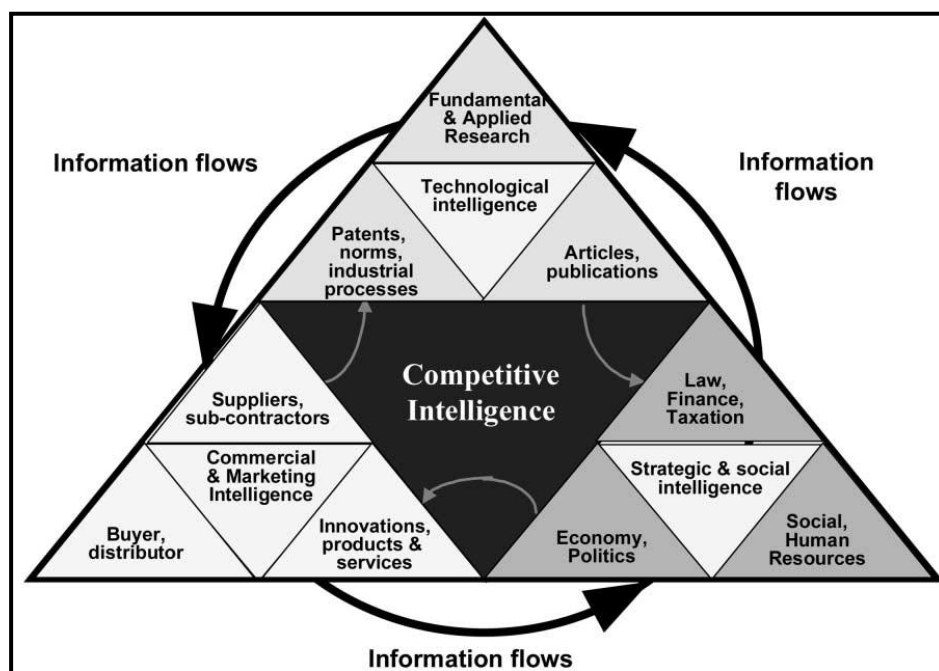 Fundamental
& Applied
Research
Information flows
Information
flows
Technological
intelligence
Patents,
norms,
industrial
processes
Articles,
publications
Competitive
Intelligence
Suppliers,
sub-contractors
Law,
Finance,
Taxation
Commercial
& Marketing
Intelligence
Strategic & social
intelligence
Buyer,
distributor
Innovations,
products &
services
Economy,
Politics
Social,
Human
Resources
Information flows